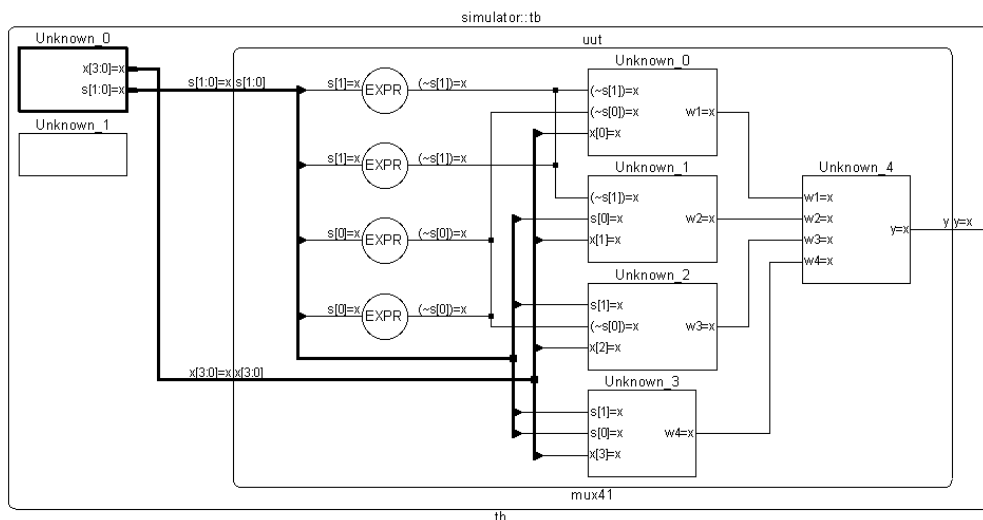 simulator::tb
Unknown_0
x[3:0]=x
s[1:0]=x
Unknown_1
uut
s[1:0]=x s[1:0]
x[3:0]=x x[3:0]
s[1]=x EXPR (~s[1])=x
s[1]=x EXPR (~s[1])=x
s[0]=x EXPR (~s[0])=x
s[0]=x EXPR (~s[0])=x
Unknown_0
(~s[1])=x
(~s[0])=x w1=x
x[0]=x
Unknown_1
(~s[1])=x
s[0]=x w2=x
x[1]=x
Unknown_2
s[1]=x
(~s[0])=x w3=x
x[2]=x
Unknown_3
s[1]=x
s[0]=x w4=x
x[3]=x
Unknown_4
w1=x
w2=x
w3=x y=x
w4=x
y y=x
mux41
tb